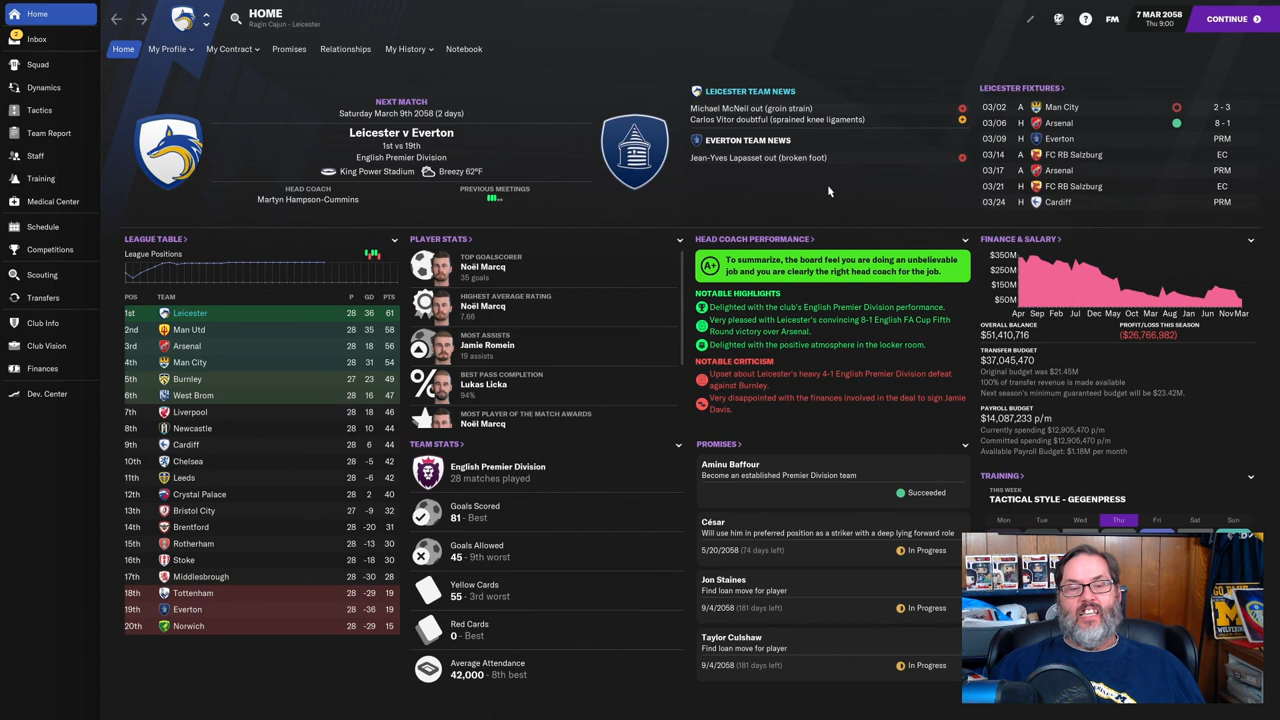 Home
2
Inbox
Squad
Dynamics
Tactics
Team Report
Staff
Training
Medical Center
Schedule
Competitions
Scouting
Transfers
Club Info
Club Vision
Finances
Dev. Center
HOME
Ragin Cajun - Leicester
?
FM
7 MAR 2058
Thu 9:00
CONTINUE
Home
My Profile
My Contract
Promises
Relationships
My History
Notebook
NEXT MATCH
Saturday March 9th 2058 (2 days)
Leicester v Everton
1st vs 19th
English Premier Division
King Power Stadium
Breezy 62°F
HEAD COACH
Martyn Hampson-Cummins
PREVIOUS MEETINGS
LEICESTER TEAM NEWS
Michael McNeil out (groin strain)
Carlos Vitor doubtful (sprained knee ligaments)
EVERTON TEAM NEWS
Jean-Yves Lapasset out (broken foot)
LEICESTER FIXTURES
03/02 A Man City 2 - 3
03/06 H Arsenal 8 - 1
03/09 H Everton PRM
03/14 A FC RB Salzburg EC
03/17 A Arsenal PRM
03/21 H FC RB Salzburg EC
03/24 H Cardiff PRM
LEAGUE TABLE
League Positions
POS TEAM P GD PTS
1st Leicester 28 36 61
2nd Man Utd 28 35 58
3rd Arsenal 28 18 56
4th Man City 28 31 54
5th Burnley 27 23 49
6th West Brom 28 16 47
7th Liverpool 28 18 46
8th Newcastle 28 10 44
9th Cardiff 28 6 44
10th Chelsea 28 -5 42
11th Leeds 28 -6 42
12th Crystal Palace 28 2 40
13th Bristol City 27 -9 32
14th Brentford 28 -20 31
15th Rotherham 28 -13 30
16th Stoke 28 -18 30
17th Middlesbrough 28 -30 28
18th Tottenham 28 -29 19
19th Everton 28 -36 19
20th Norwich 28 -29 15
PLAYER STATS
TOP GOALSCORER
Noël Marcq
35 goals
HIGHEST AVERAGE RATING
Noël Marcq
7.66
MOST ASSISTS
Jamie Romein
19 assists
BEST PASS COMPLETION
Lukas Licka
94%
MOST PLAYER OF THE MATCH AWARDS
Noël Marcq
TEAM STATS
English Premier Division
28 matches played
Goals Scored
81 - Best
Goals Allowed
45 - 9th worst
Yellow Cards
55 - 3rd worst
Red Cards
0 - Best
Average Attendance
42,000 - 8th best
HEAD COACH PERFORMANCE
A+
To summarize, the board feel you are doing an unbelievable
job and you are clearly the right head coach for the job.
NOTABLE HIGHLIGHTS
Delighted with the club's English Premier Division performance.
Very pleased with Leicester's convincing 8-1 English FA Cup Fifth
Round victory over Arsenal.
Delighted with the positive atmosphere in the locker room.
NOTABLE CRITICISM
Upset about Leicester's heavy 4-1 English Premier Division defeat
against Burnley.
Very disappointed with the finances involved in the deal to sign Jamie
Davis.
PROMISES
Aminu Baffour
Become an established Premier Division team
Succeeded
César
Will use him in preferred position as a striker with a deep lying forward role
5/20/2058 (74 days left) In Progress
Jon Staines
Find loan move for player
9/4/2058 (181 days left) In Progress
Taylor Culshaw
Find loan move for player
9/4/2058 (181 days left) In Progress
FINANCE & SALARY
$350M
$250M
$150M
$50M
Apr Sep Feb Jul Dec May Oct Mar Aug Jan Jun Nov Mar
OVERALL BALANCE
$51,410,716
PROFIT/LOSS THIS SEASON
($26,766,982)
TRANSFER BUDGET
$37,045,470
Original budget was $21.45M
100% of transfer revenue is made available
Next season's minimum guaranteed budget will be $23.42M.
PAYROLL BUDGET
$14,087,233 p/m
Currently spending $12,905,470 p/m
Committed spending $12,905,470 p/m
Available Payroll Budget: $1.18M per month
TRAINING
THIS WEEK
TACTICAL STYLE - GEGENPRESS
Mon Tue Wed Thu Fri Sat Sun
GO
BLUE